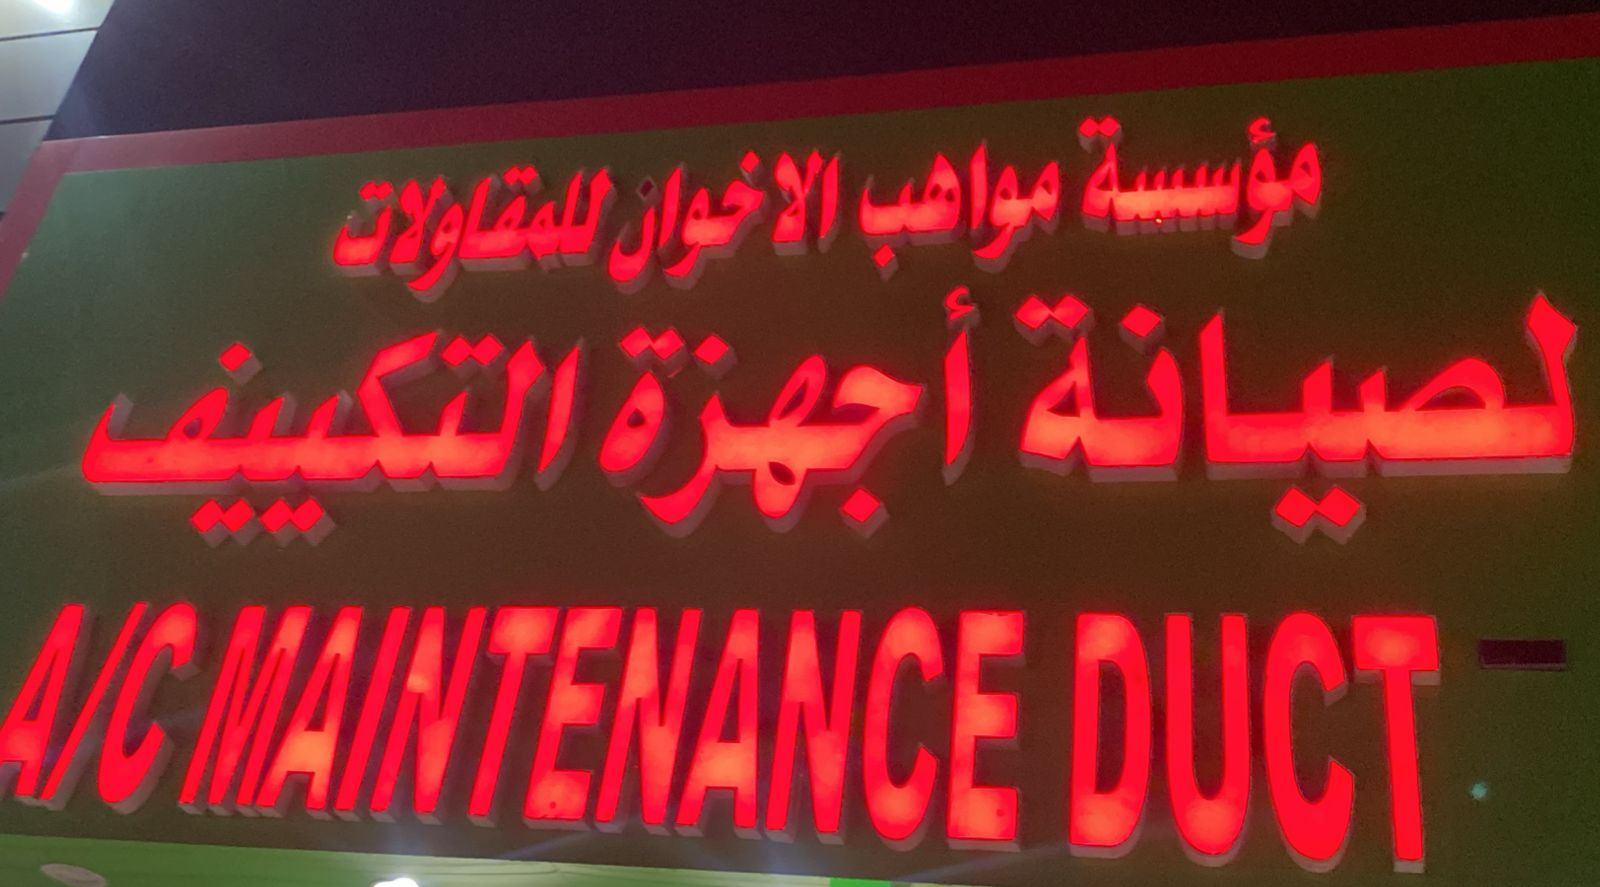 مؤسسة مواهب الاخوان للمقاولات
لصيانة أجهزة التكييف
A/C MAINTENANCE DUCT